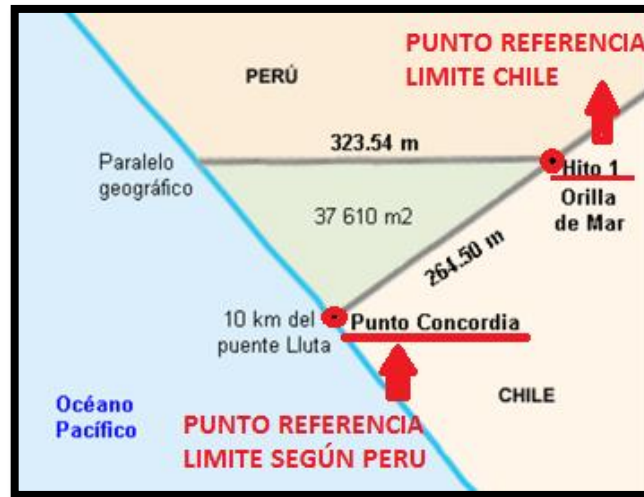 PUNTO REFERENCIA
LIMITE CHILE
PERÚ
323.54 m
Paralelo
geográfico
Hito 1
Orilla
de Mar
37 610 m2
264.50 m
10 km del
puente Lluta
Punto Concordia
CHILE
Océano
Pacífico
PUNTO REFERENCIA
LIMITE SEGÚN PERU